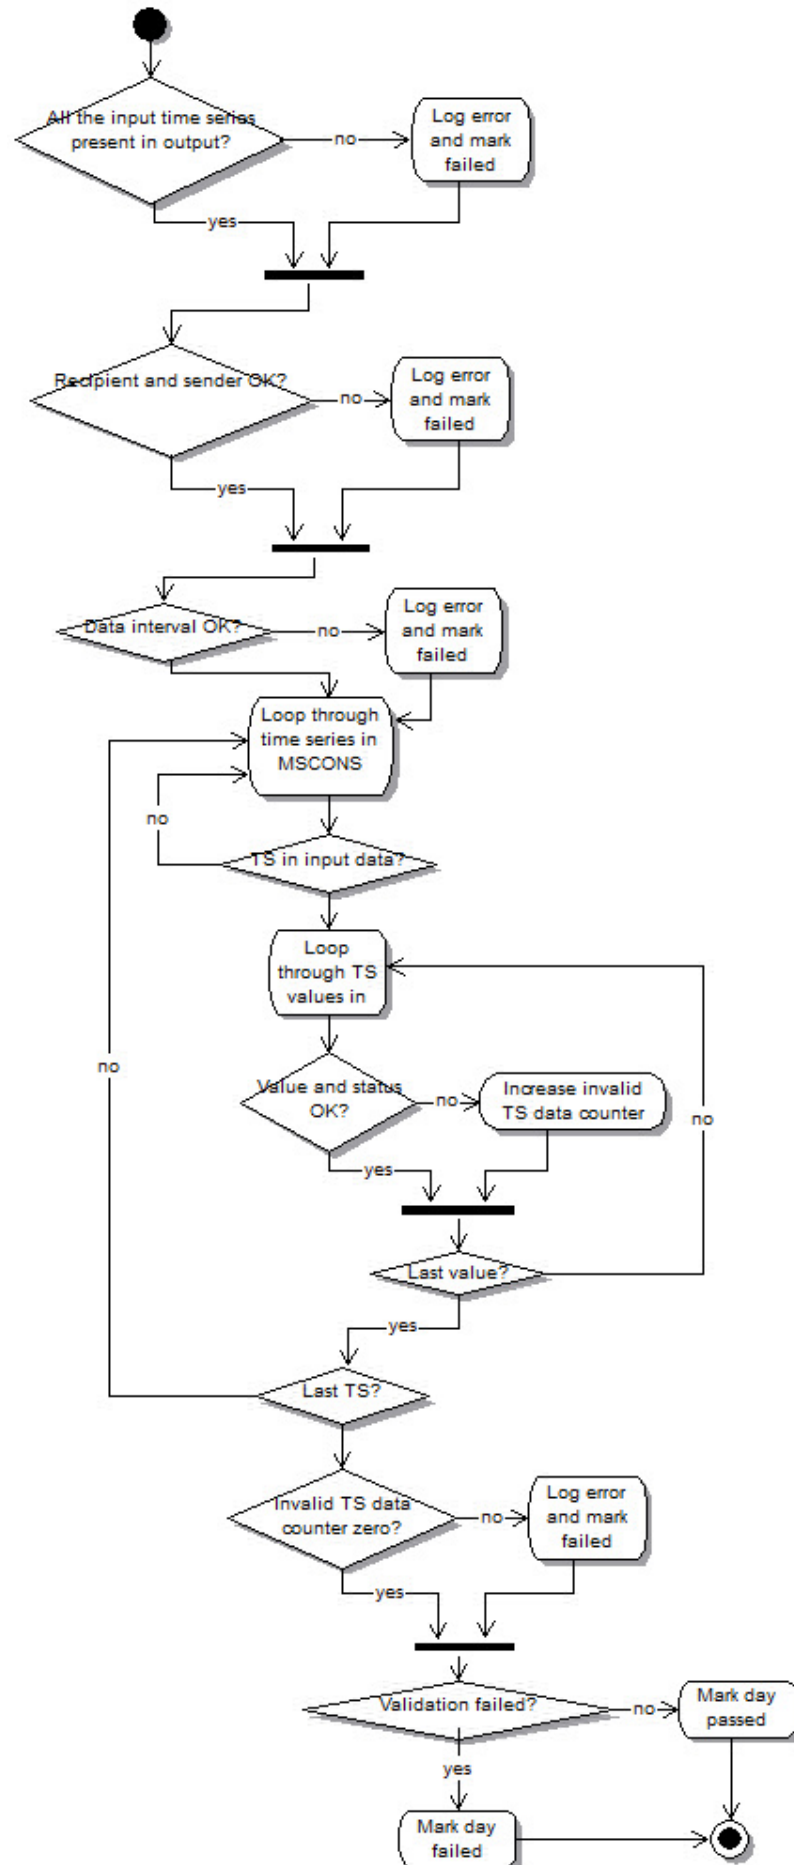 All the input time series
present in output?
no
Log error
and mark
failed
yes
Recipient and sender OK?
no
Log error
and mark
failed
yes
Data interval OK?
no
Log error
and mark
failed
Loop through
time series in
MSCONS
no
TS in input data?
Loop
through TS
values in
no
Value and status
OK?
no
Increase invalid
TS data counter
no
yes
Last value?
yes
Last TS?
Invalid TS data
counter zero?
no
Log error
and mark
failed
yes
Validation failed?
no
Mark day
passed
yes
Mark day
failed